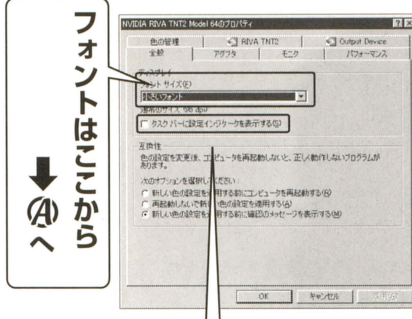 フォントはここから
➡Ⓐへ
NVIDIA RIVA TNT2 Model 64のプロパティ
色の管理 RIVA TNT2 Output Device
全般 アダプタ モニタ パフォーマンス
ディスプレイ
フォント サイズ(F)
小さいフォント
通常のサイズ (96 dpi)
タスク バーに設定インジケータを表示する(S)
互換性
色の設定を変更後、コンピュータを再起動しないと、正しく動作しないプログラムが
あります。
次のオプションを選択してください:
新しい色の設定を適用する前にコンピュータを再起動する(R)
再起動しないで新しい色の設定を適用する(A)
新しい色の設定を適用する前に確認のメッセージを表示する(M)
OK キャンセル